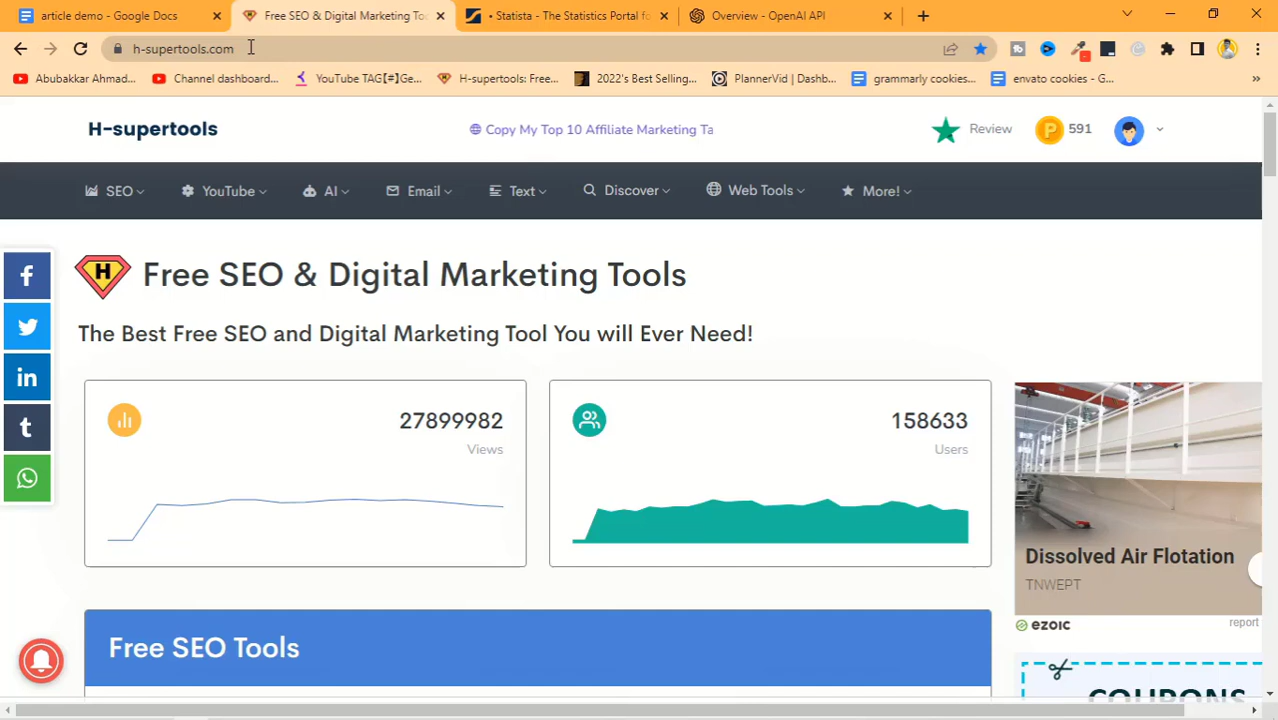 article demo - Google Docs
Free SEO & Digital Marketing To
• Statista - The Statistics Portal fo
Overview - OpenAI API
h-supertools.com
Abubakkar Ahmad...
Channel dashboard...
YouTube TAG[#]Ge...
H-supertools: Free...
2022's Best Selling...
PlannerVid | Dashb...
grammarly cookies...
envato cookies - G...
H-supertools
Copy My Top 10 Affiliate Marketing Ta
Review
P
591
SEO
YouTube
AI
Email
Text
Discover
Web Tools
More!
H
Free SEO & Digital Marketing Tools
The Best Free SEO and Digital Marketing Tool You will Ever Need!
27899982
Views
158633
Users
Dissolved Air Flotation
TNWEPT
ezoic
report
Free SEO Tools
COUPONS